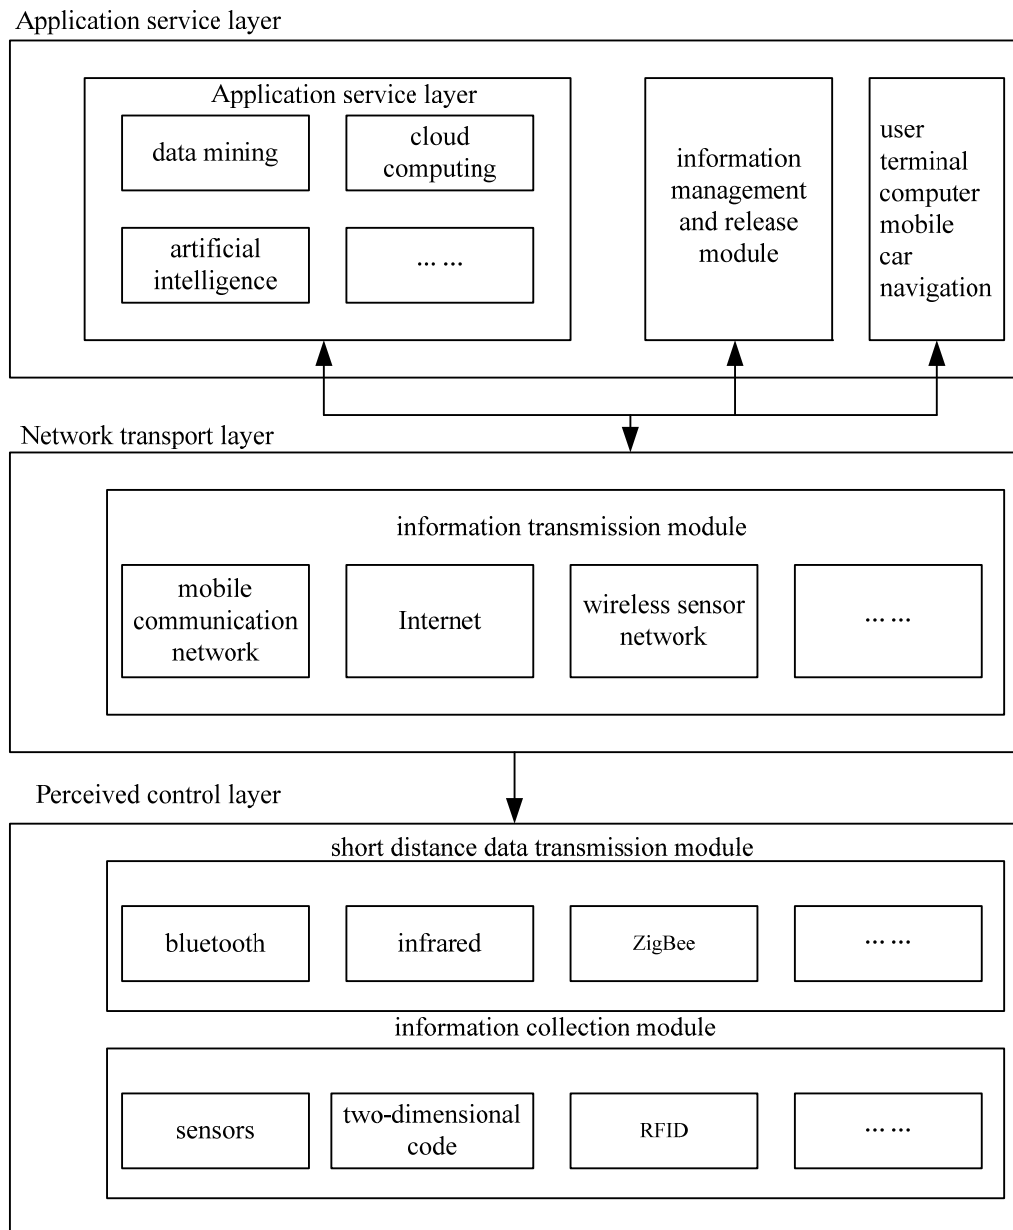 Application service layer
Application service layer
data mining
cloud
computing
artificial
intelligence
... ...
information
management
and release
module
user
terminal
computer
mobile
car
navigation
Network transport layer
information transmission module
mobile
communication
network
Internet
wireless sensor
network
... ...
Perceived control layer
short distance data transmission module
bluetooth
infrared
ZigBee
... ...
information collection module
sensors
two-dimensional
code
RFID
... ...